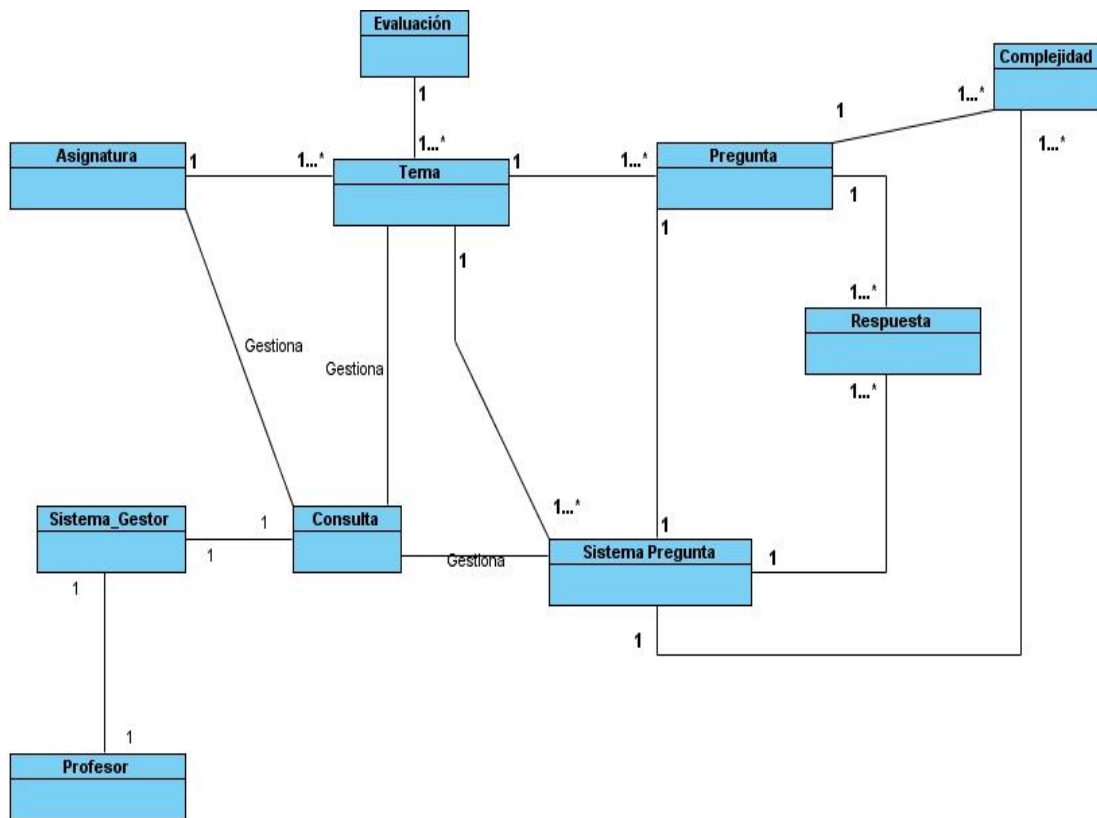 Evaluación
Complejidad
1
1
1...*
1...*
1...*
Asignatura
1
1...*
Tema
1
1...*
Pregunta
1
1
1
1...*
Gestiona
Gestiona
Respuesta
1...*
1...*
Sistema_Gestor
1
1
Consulta
Gestiona
1
Sistema Pregunta
1
1
1
1
Profesor